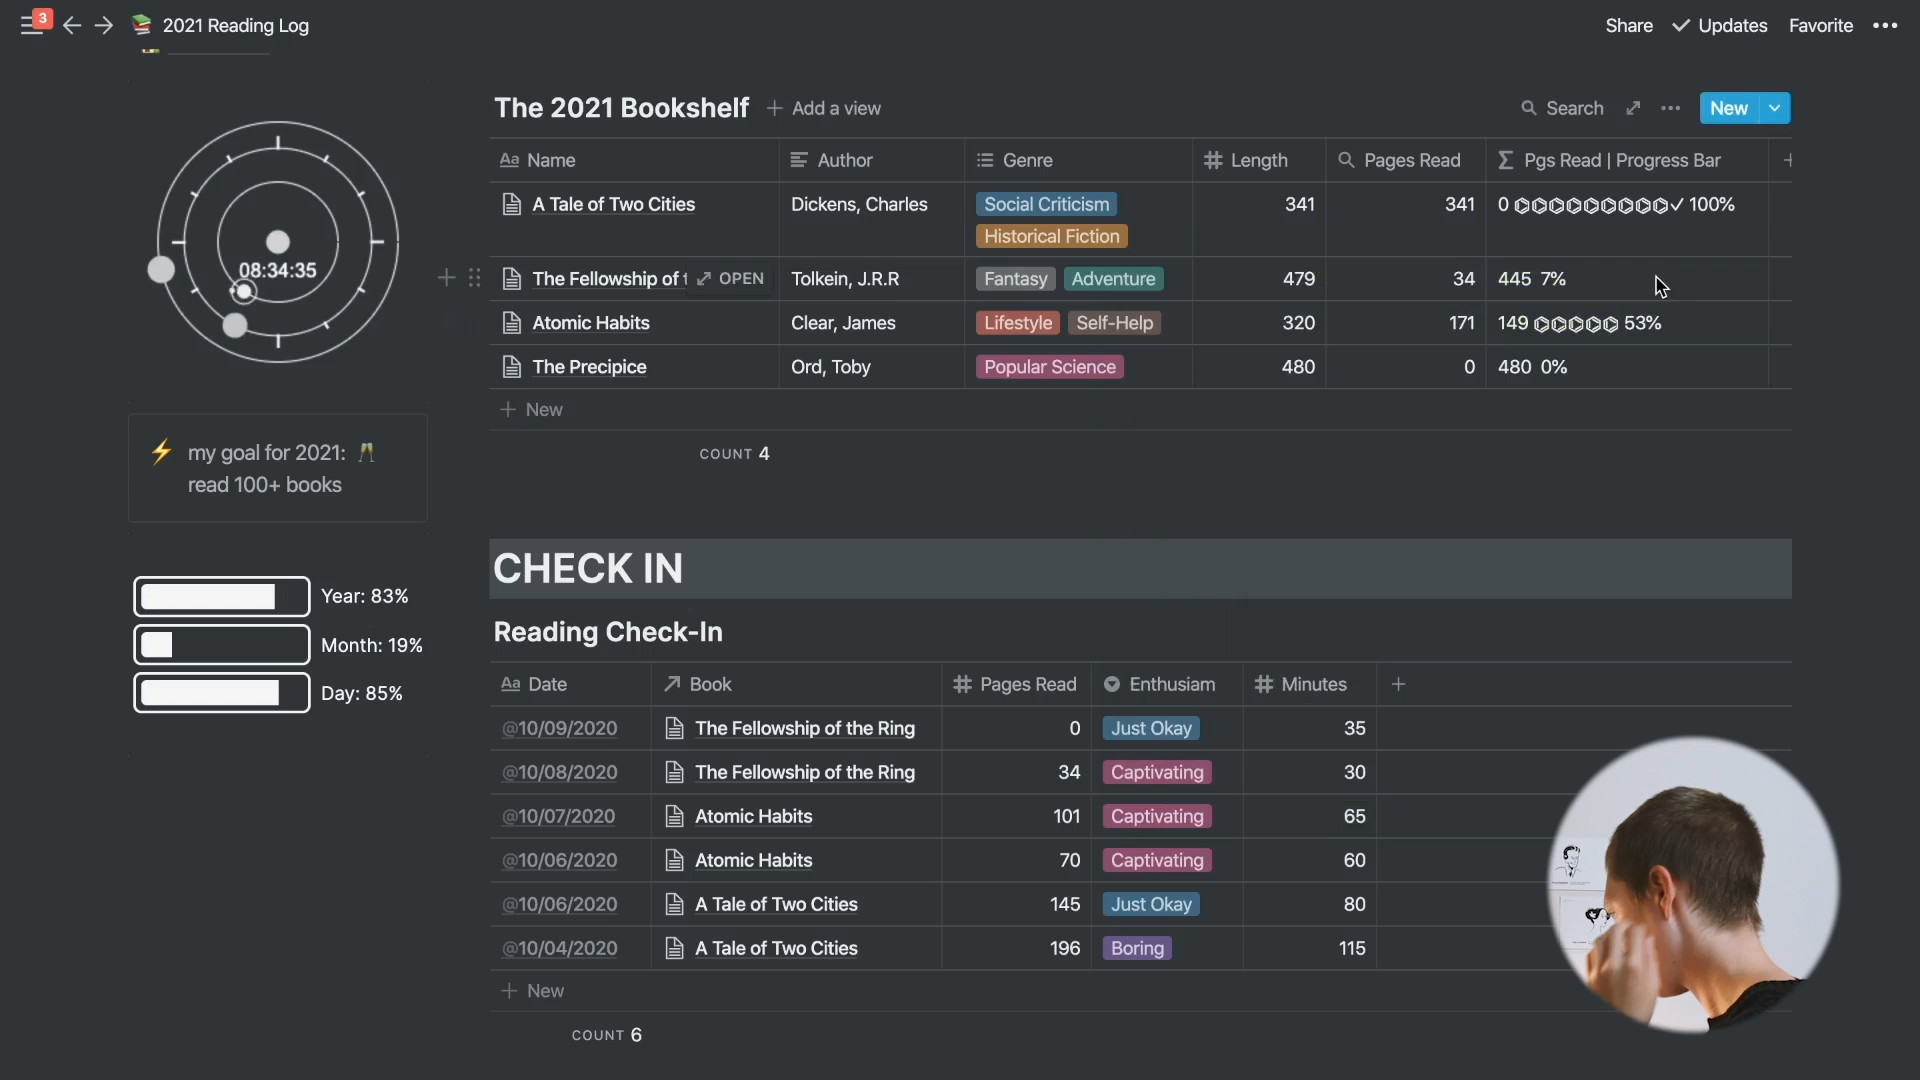 3
2021 Reading Log
Share
Updates
Favorite
The 2021 Bookshelf
Add a view
Search
New
Aa Name
Author
Genre
Length
Pages Read
Pgs Read | Progress Bar
A Tale of Two Cities
Dickens, Charles
Social Criticism
Historical Fiction
341
341
0 ⌬⌬⌬⌬⌬⌬⌬⌬⌬✓ 100%
The Fellowship of t
OPEN
Tolkein, J.R.R
Fantasy
Adventure
479
34
445 7%
Atomic Habits
Clear, James
Lifestyle
Self-Help
320
171
149 ⌬⌬⌬⌬⌬ 53%
The Precipice
Ord, Toby
Popular Science
480
0
480 0%
+ New
COUNT 4
08:34:35
⚡ my goal for 2021: 🥂
read 100+ books
Year: 83%
Month: 19%
Day: 85%
CHECK IN
Reading Check-In
Aa Date
Book
Pages Read
Enthusiam
Minutes
@10/09/2020
The Fellowship of the Ring
0
Just Okay
35
@10/08/2020
The Fellowship of the Ring
34
Captivating
30
@10/07/2020
Atomic Habits
101
Captivating
65
@10/06/2020
Atomic Habits
70
Captivating
60
@10/06/2020
A Tale of Two Cities
145
Just Okay
80
@10/04/2020
A Tale of Two Cities
196
Boring
115
+ New
COUNT 6